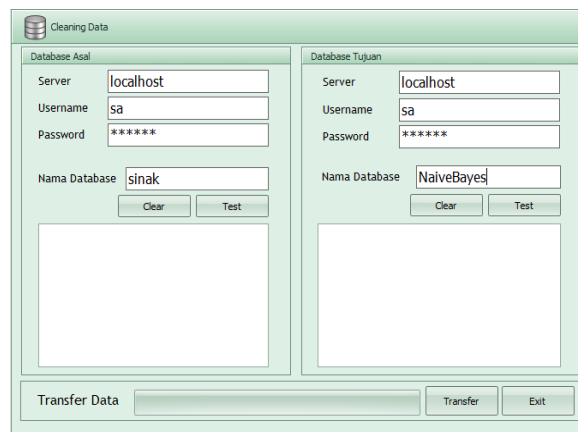 Cleaning Data
Database Asal
Server localhost
Username sa
Password ******
Nama Database sinak
Clear Test
Database Tujuan
Server localhost
Username sa
Password ******
Nama Database NaiveBayes
Clear Test
Transfer Data Transfer Exit